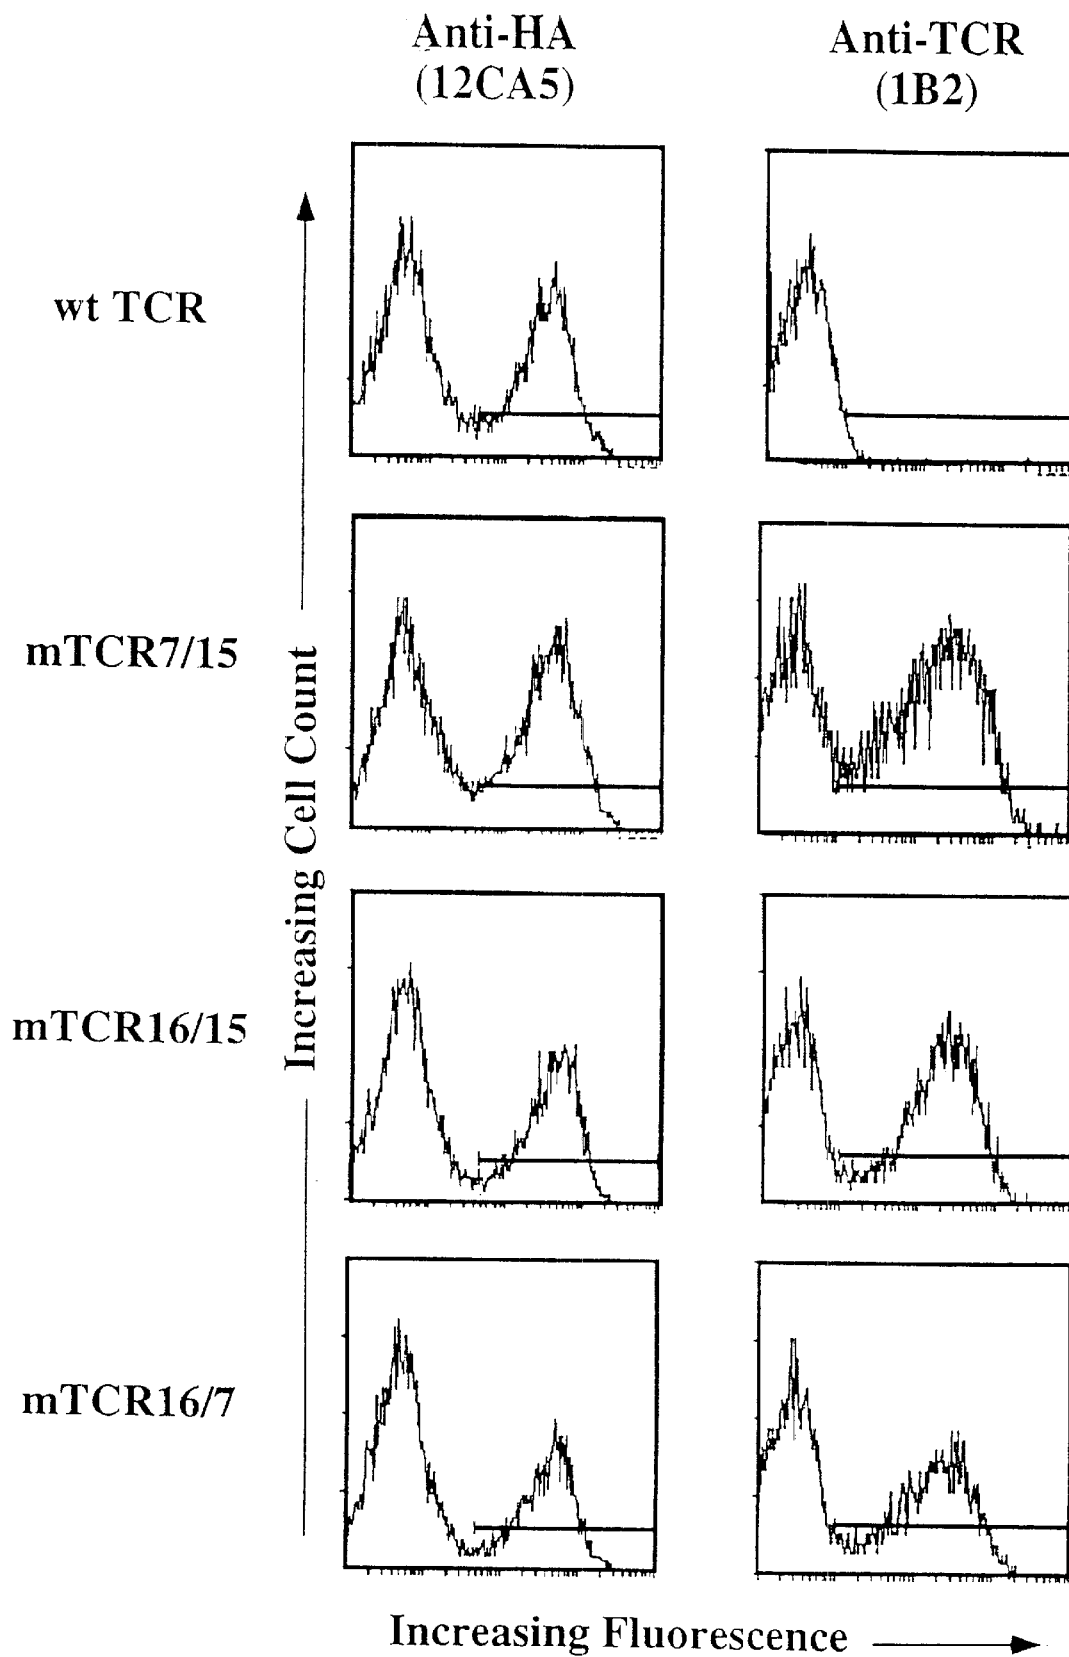 Anti-HA
(12CA5)
Anti-TCR
(1B2)
wt TCR
mTCR7/15
mTCR16/15
mTCR16/7
Increasing Cell Count
Increasing Fluorescence